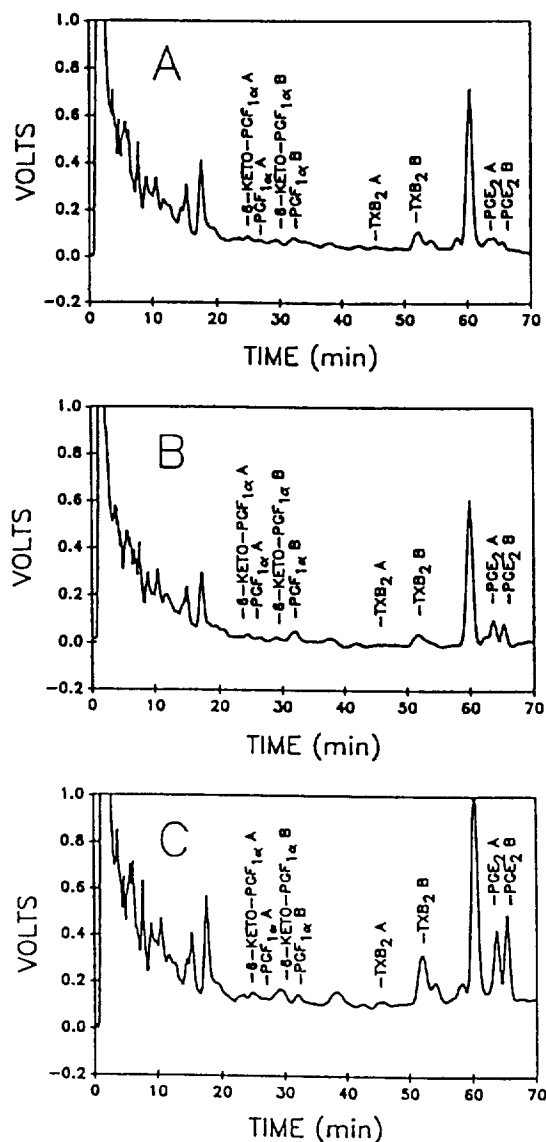 A
VOLTS
1.0
0.8
0.6
0.4
0.2
0.0
-0.2
-6-KETO-PGF1α A
-PGF1α A
-6-KETO-PGF1α B
-PGF1α B
-TXB2 A
-TXB2 B
-PGE2 A
-PGE2 B
0 10 20 30 40 50 60 70
TIME (min)
B
VOLTS
1.0
0.8
0.6
0.4
0.2
0.0
-0.2
-6-KETO-PGF1α A
-PGF1α A
-6-KETO-PGF1α B
-PGF1α B
-TXB2 A
-TXB2 B
-PGE2 A
-PGE2 B
0 10 20 30 40 50 60 70
TIME (min)
C
VOLTS
1.0
0.8
0.6
0.4
0.2
0.0
-0.2
-6-KETO-PGF1α A
-PGF1α A
-6-KETO-PGF1α B
-PGF1α B
-TXB2 A
-TXB2 B
-PGE2 A
-PGE2 B
0 10 20 30 40 50 60 70
TIME (min)